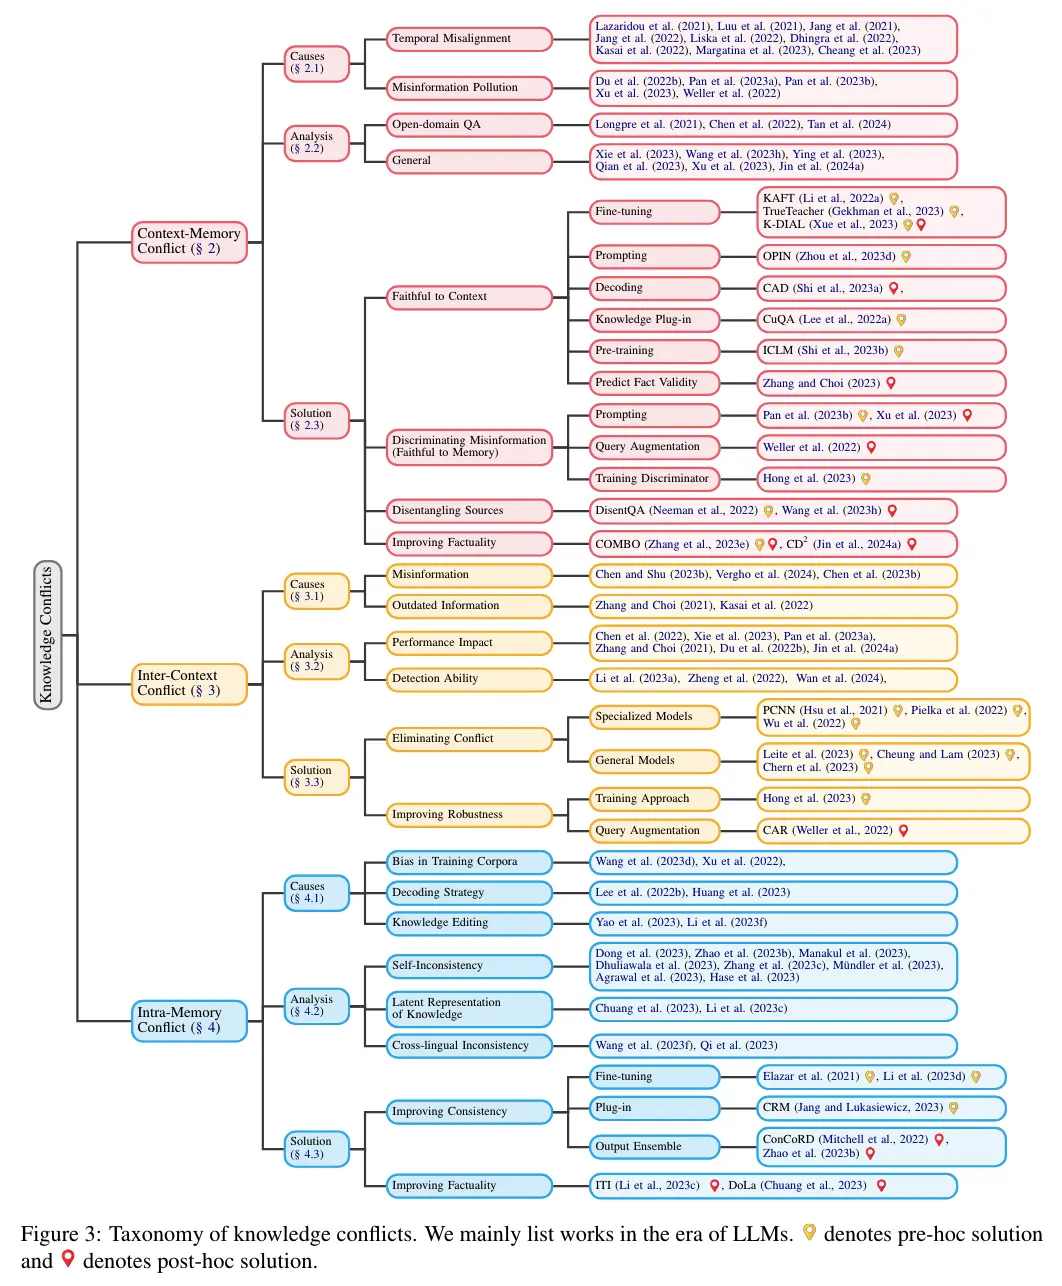 Knowledge Conflicts
Context-Memory
Conflict (§ 2)
Causes
(§ 2.1)
Temporal Misalignment
Lazaridou et al. (2021), Luu et al. (2021), Jang et al. (2021),
Jang et al. (2022), Liska et al. (2022), Dhingra et al. (2022),
Kasai et al. (2022), Margatina et al. (2023), Cheang et al. (2023)
Misinformation Pollution
Du et al. (2022b), Pan et al. (2023a), Pan et al. (2023b),
Xu et al. (2023), Weller et al. (2022)
Analysis
(§ 2.2)
Open-domain QA
Longpre et al. (2021), Chen et al. (2022), Tan et al. (2024)
General
Xie et al. (2023), Wang et al. (2023h), Ying et al. (2023),
Qian et al. (2023), Xu et al. (2023), Jin et al. (2024a)
Solution
(§ 2.3)
Faithful to Context
Fine-tuning
KAFT (Li et al., 2022a) ,
TrueTeacher (Gekhman et al., 2023) ,
K-DIAL (Xue et al., 2023)
Prompting
OPIN (Zhou et al., 2023d)
Decoding
CAD (Shi et al., 2023a) ,
Knowledge Plug-in
CuQA (Lee et al., 2022a)
Pre-training
ICLM (Shi et al., 2023b)
Predict Fact Validity
Zhang and Choi (2023)
Discriminating Misinformation
(Faithful to Memory)
Prompting
Pan et al. (2023b) , Xu et al. (2023)
Query Augmentation
Weller et al. (2022)
Training Discriminator
Hong et al. (2023)
Disentangling Sources
DisentQA (Neeman et al., 2022) , Wang et al. (2023h)
Improving Factuality
COMBO (Zhang et al., 2023e) , CD² (Jin et al., 2024a)
Inter-Context
Conflict (§ 3)
Causes
(§ 3.1)
Misinformation
Chen and Shu (2023b), Vergho et al. (2024), Chen et al. (2023b)
Outdated Information
Zhang and Choi (2021), Kasai et al. (2022)
Analysis
(§ 3.2)
Performance Impact
Chen et al. (2022), Xie et al. (2023), Pan et al. (2023a),
Zhang and Choi (2021), Du et al. (2022b), Jin et al. (2024a)
Detection Ability
Li et al. (2023a), Zheng et al. (2022), Wan et al. (2024),
Solution
(§ 3.3)
Eliminating Conflict
Specialized Models
PCNN (Hsu et al., 2021) , Pielka et al. (2022) ,
Wu et al. (2022)
General Models
Leite et al. (2023) , Cheung and Lam (2023) ,
Chern et al. (2023)
Improving Robustness
Training Approach
Hong et al. (2023)
Query Augmentation
CAR (Weller et al., 2022)
Intra-Memory
Conflict (§ 4)
Causes
(§ 4.1)
Bias in Training Corpora
Wang et al. (2023d), Xu et al. (2022),
Decoding Strategy
Lee et al. (2022b), Huang et al. (2023)
Knowledge Editing
Yao et al. (2023), Li et al. (2023f)
Analysis
(§ 4.2)
Self-Inconsistency
Dong et al. (2023), Zhao et al. (2023b), Manakul et al. (2023),
Dhuliawala et al. (2023), Zhang et al. (2023c), Mündler et al. (2023),
Agrawal et al. (2023), Hase et al. (2023)
Latent Representation
of Knowledge
Chuang et al. (2023), Li et al. (2023c)
Cross-lingual Inconsistency
Wang et al. (2023f), Qi et al. (2023)
Solution
(§ 4.3)
Improving Consistency
Fine-tuning
Elazar et al. (2021) , Li et al. (2023d)
Plug-in
CRM (Jang and Lukasiewicz, 2023)
Output Ensemble
ConCoRD (Mitchell et al., 2022) ,
Zhao et al. (2023b)
Improving Factuality
ITI (Li et al., 2023c) , DoLa (Chuang et al., 2023)
Figure 3: Taxonomy of knowledge conflicts. We mainly list works in the era of LLMs. denotes pre-hoc solution
and denotes post-hoc solution.